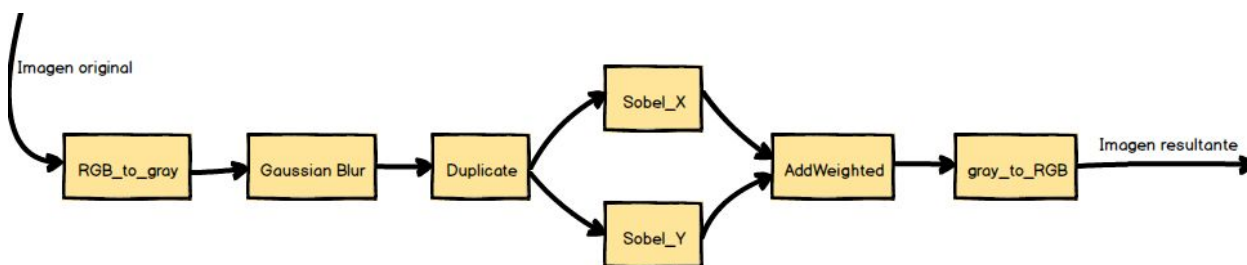 Imagen original
RGB_to_gray
Gaussian Blur
Duplicate
Sobel_X
Sobel_Y
AddWeighted
gray_to_RGB
Imagen resultante